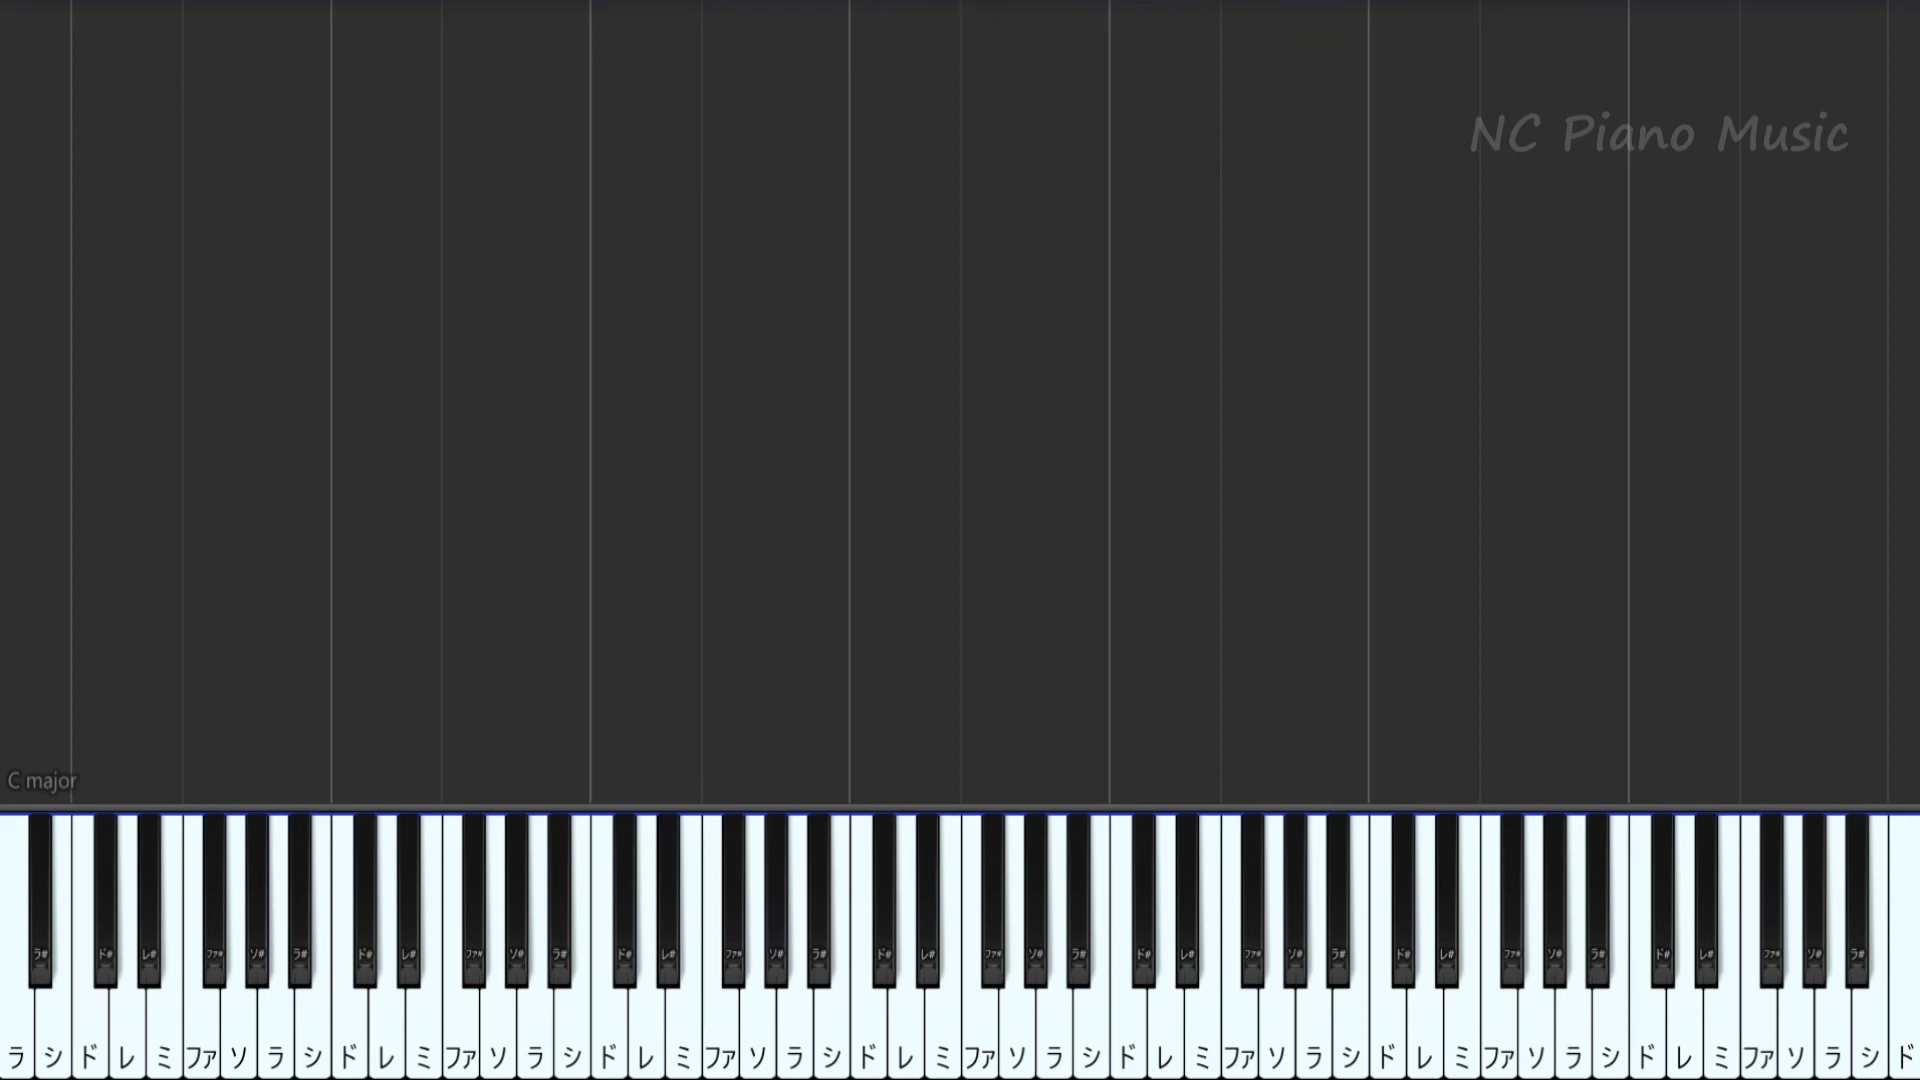 NC Piano Music
C major
ラ# ド# レ# ファ# ソ# ラ# ド# レ# ファ# ソ# ラ# ド# レ# ファ# ソ# ラ# ド# レ# ファ# ソ# ラ# ド# レ# ファ# ソ# ラ# ド# レ# ファ# ソ# ラ# ド# レ# ファ# ソ# ラ#
ラ シ ド レ ミ ファ ソ ラ シ ド レ ミ ファ ソ ラ シ ド レ ミ ファ ソ ラ シ ド レ ミ ファ ソ ラ シ ド レ ミ ファ ソ ラ シ ド レ ミ ファ ソ ラ シ ド レ ミ ファ ソ ラ シ ド